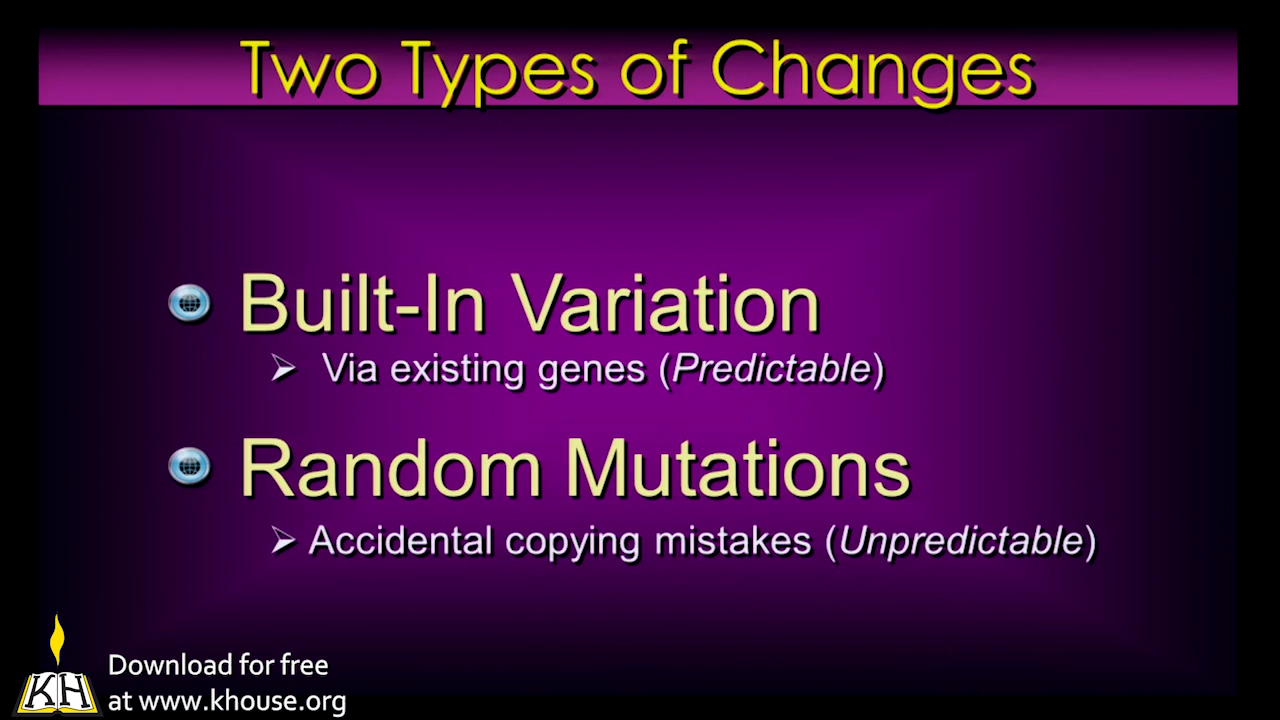 Two Types of Changes
Built-In Variation
Via existing genes (Predictable)
Random Mutations
Accidental copying mistakes (Unpredictable)
KH
Download for free
at www.khouse.org